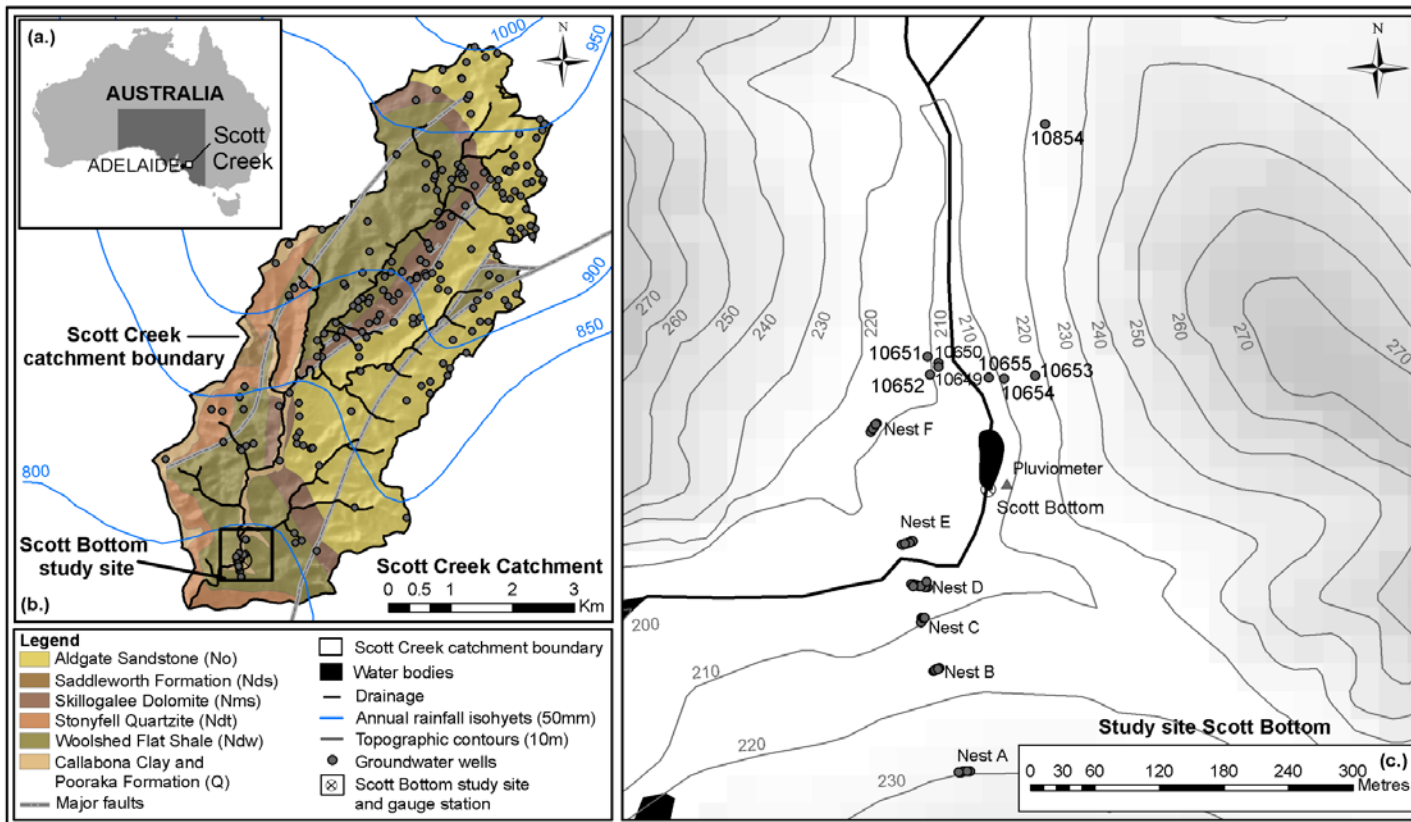 (a.)
AUSTRALIA
ADELAIDE
Scott
Creek
1000
950
N
900
850
800
Scott Creek
catchment boundary
Scott Bottom
study site
(b.)
Scott Creek Catchment
0 0.5 1 2 3
Km
Legend
Aldgate Sandstone (No)
Saddleworth Formation (Nds)
Skillogalee Dolomite (Nms)
Stonyfell Quartzite (Ndt)
Woolshed Flat Shale (Ndw)
Callabona Clay and
Pooraka Formation (Q)
Major faults
Scott Creek catchment boundary
Water bodies
Drainage
Annual rainfall isohyets (50mm)
Topographic contours (10m)
Groundwater wells
Scott Bottom study site
and gauge station
N
10854
270
260
240
230
220
210
210
220
230
240
250
260
270
10651
10650
10652
10649
10655
10653
10654
Nest F
Pluviometer
Scott Bottom
Nest E
Nest D
Nest C
Nest B
Nest A
200
210
220
230
Study site Scott Bottom
(c.)
0 30 60 120 180 240 300
Metres